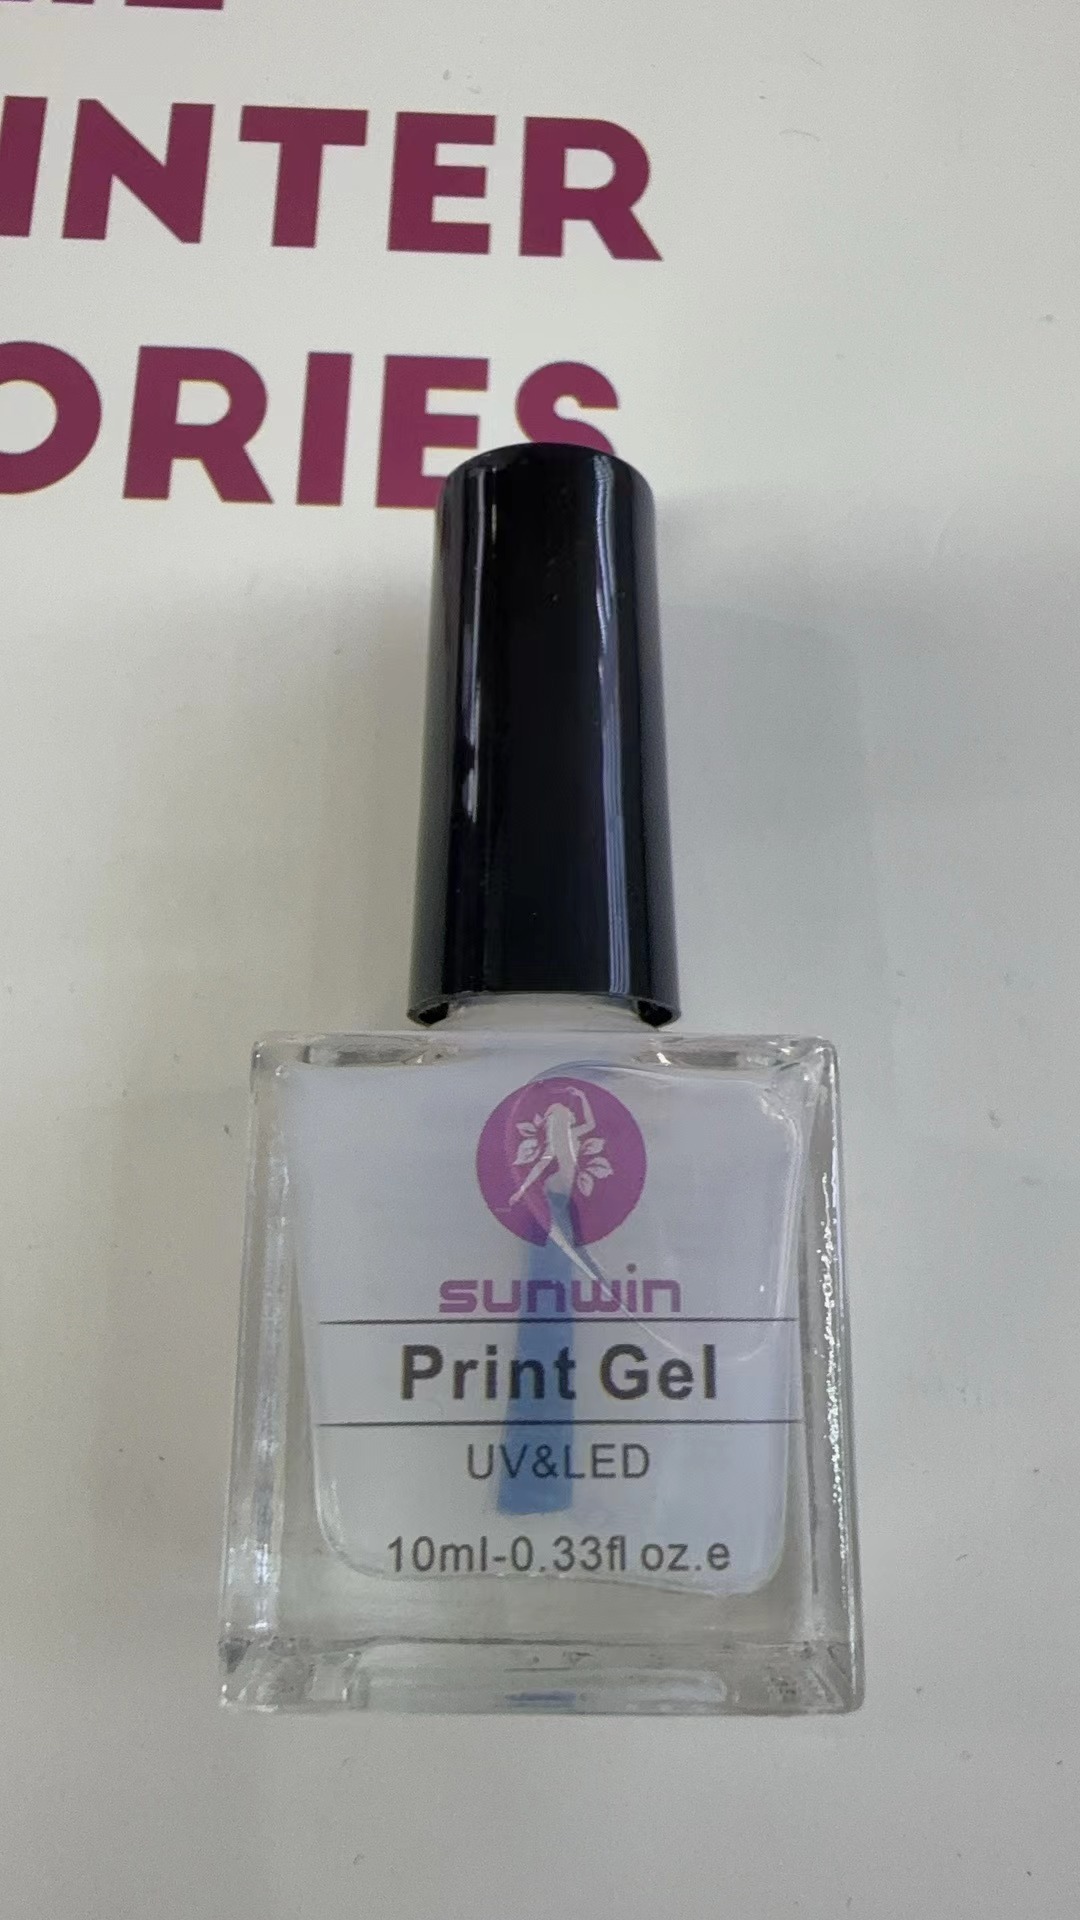 INTER
ORIES
sunwin
Print Gel
UV&LED
10ml-0.33fl oz.e